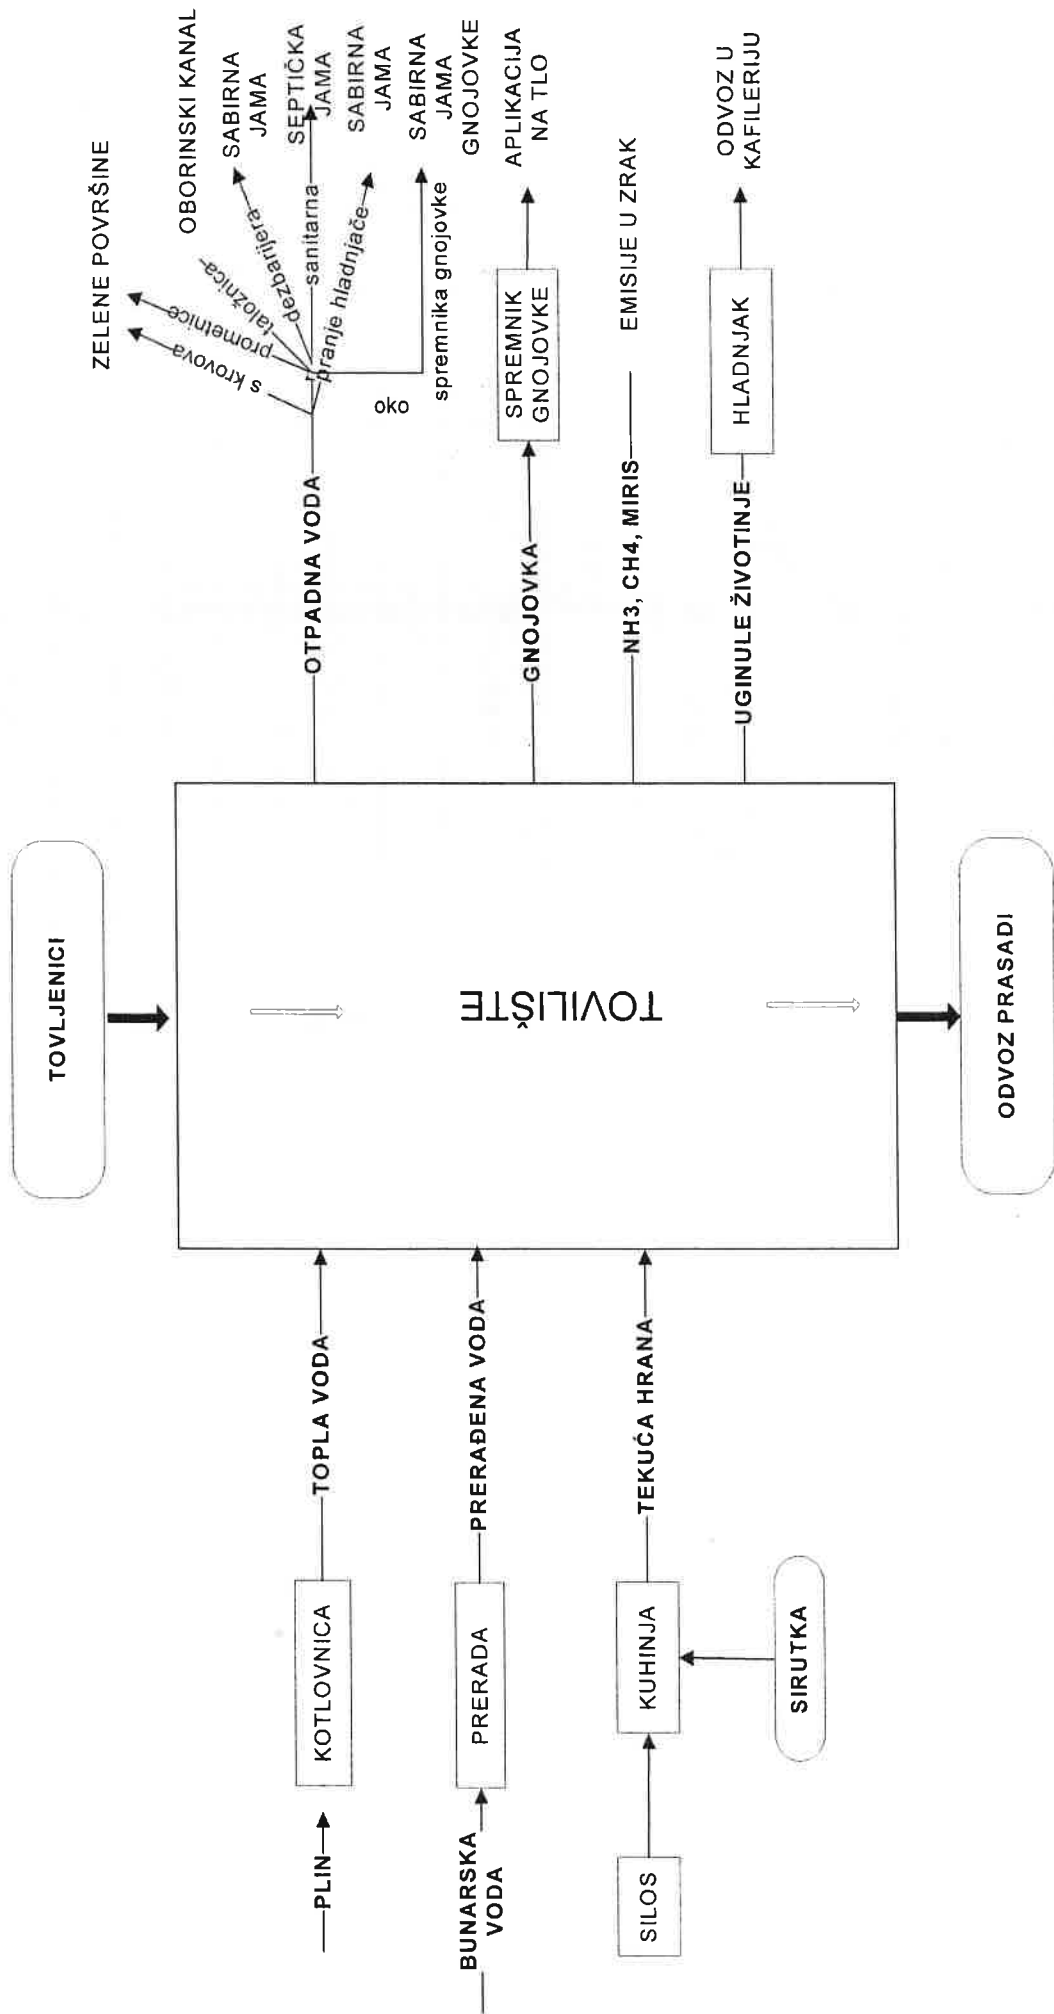 TOVLJENICI
PLIN
KOTLOVNICA
TOPLA VODA
BUNARSKA
VODA
PRERADA
PRERAĐENA VODA
SILOS
KUHINJA
TEKUĆA HRANA
SIRUTKA
TOVILIŠTE
OTPADNA VODA
s krovova
prometnice
ZELENE POVRŠINE
taložnica
OBORINSKI KANAL
dezbarijera
SABIRNA
JAMA
sanitarna
SEPTIČKA
JAMA
pranje hladnjače
SABIRNA
JAMA
oko
spremnika gnojovke
SABIRNA
JAMA
GNOJOVKE
GNOJOVKA
SPREMNIK
GNOJOVKE
APLIKACIJA
NA TLO
NH3, CH4, MIRIS
EMISIJE U ZRAK
UGINULE ŽIVOTINJE
HLADNJAK
ODVOZ U
KAFILERIJU
ODVOZ PRASADI